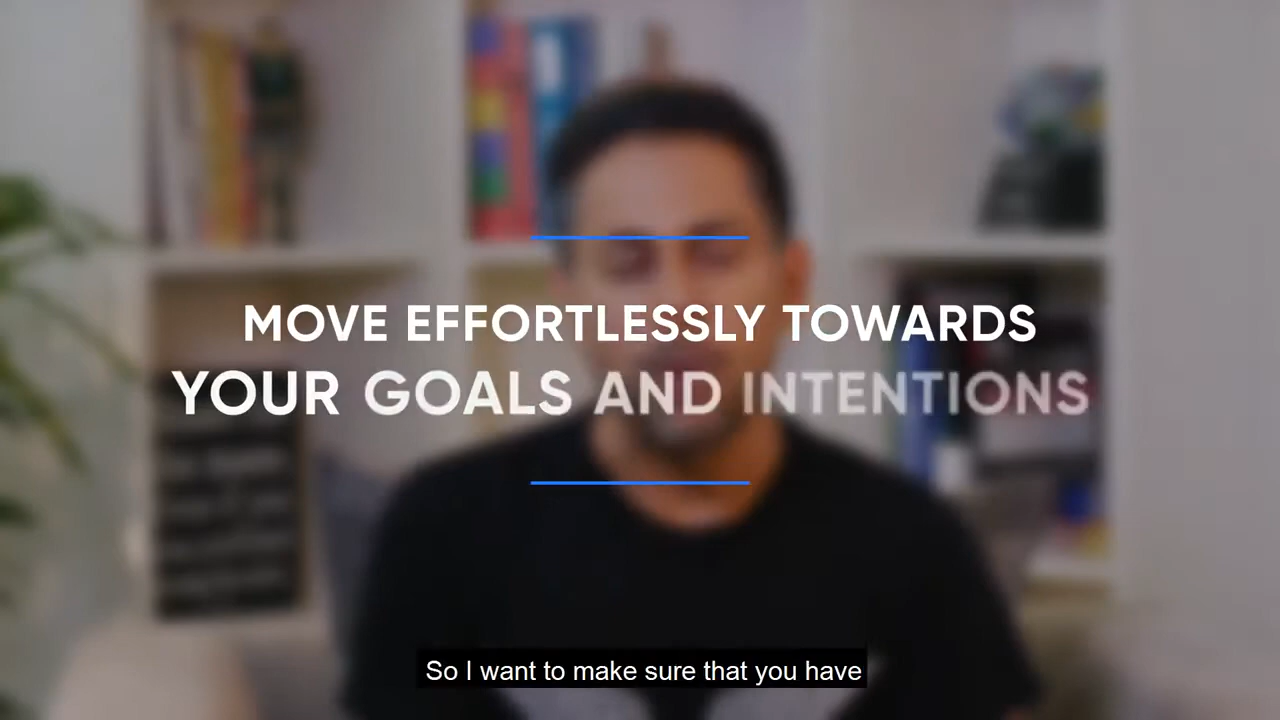 MOVE EFFORTLESSLY TOWARDS
YOUR GOALS AND INTENTIONS
So I want to make sure that you have